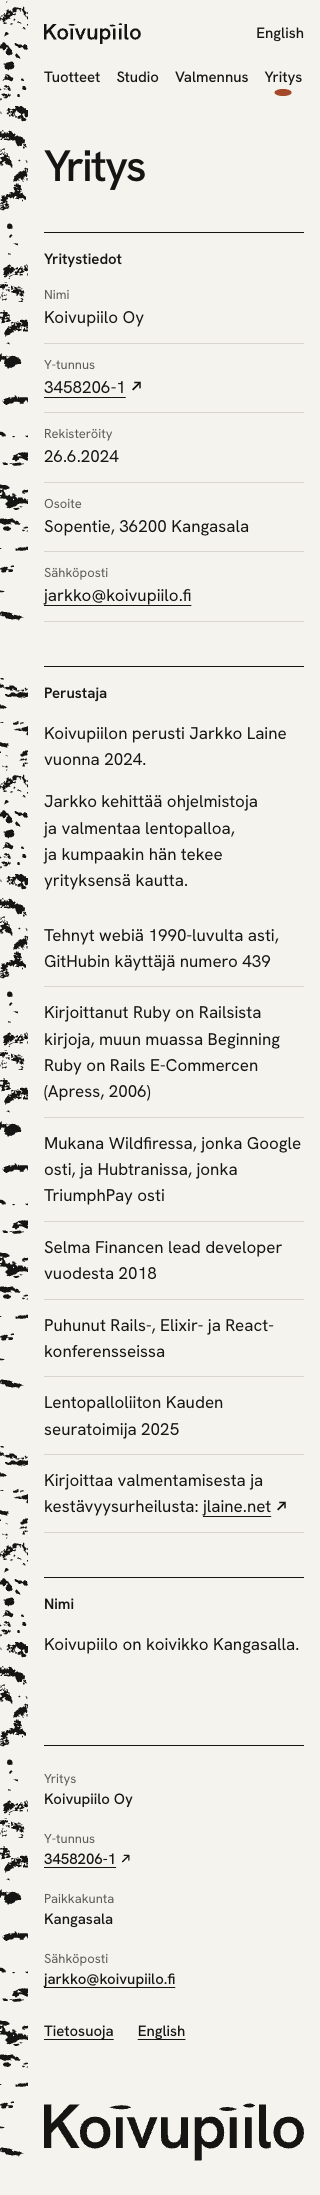 Koivupiilo
English
Tuotteet Studio Valmennus Yritys
Yritys
Yritystiedot
Nimi
Koivupiilo Oy
Y-tunnus
3458206-1 ↗
Rekisteröity
26.6.2024
Osoite
Sopentie, 36200 Kangasala
Sähköposti
jarkko@koivupiilo.fi
Perustaja
Koivupiilon perusti Jarkko Laine
vuonna 2024.
Jarkko kehittää ohjelmistoja
ja valmentaa lentopalloa,
ja kumpaakin hän tekee
yrityksensä kautta.
Tehnyt webiä 1990-luvulta asti,
GitHubin käyttäjä numero 439
Kirjoittanut Ruby on Railsista
kirjoja, muun muassa Beginning
Ruby on Rails E-Commercen
(Apress, 2006)
Mukana Wildfiressa, jonka Google
osti, ja Hubtranissa, jonka
TriumphPay osti
Selma Financen lead developer
vuodesta 2018
Puhunut Rails-, Elixir- ja React-
konferensseissa
Lentopalloliiton Kauden
seuratoimija 2025
Kirjoittaa valmentamisesta ja
kestävyysurheilusta: jlaine.net ↗
Nimi
Koivupiilo on koivikko Kangasalla.
Yritys
Koivupiilo Oy
Y-tunnus
3458206-1 ↗
Paikkakunta
Kangasala
Sähköposti
jarkko@koivupiilo.fi
Tietosuoja English
Koivupiilo